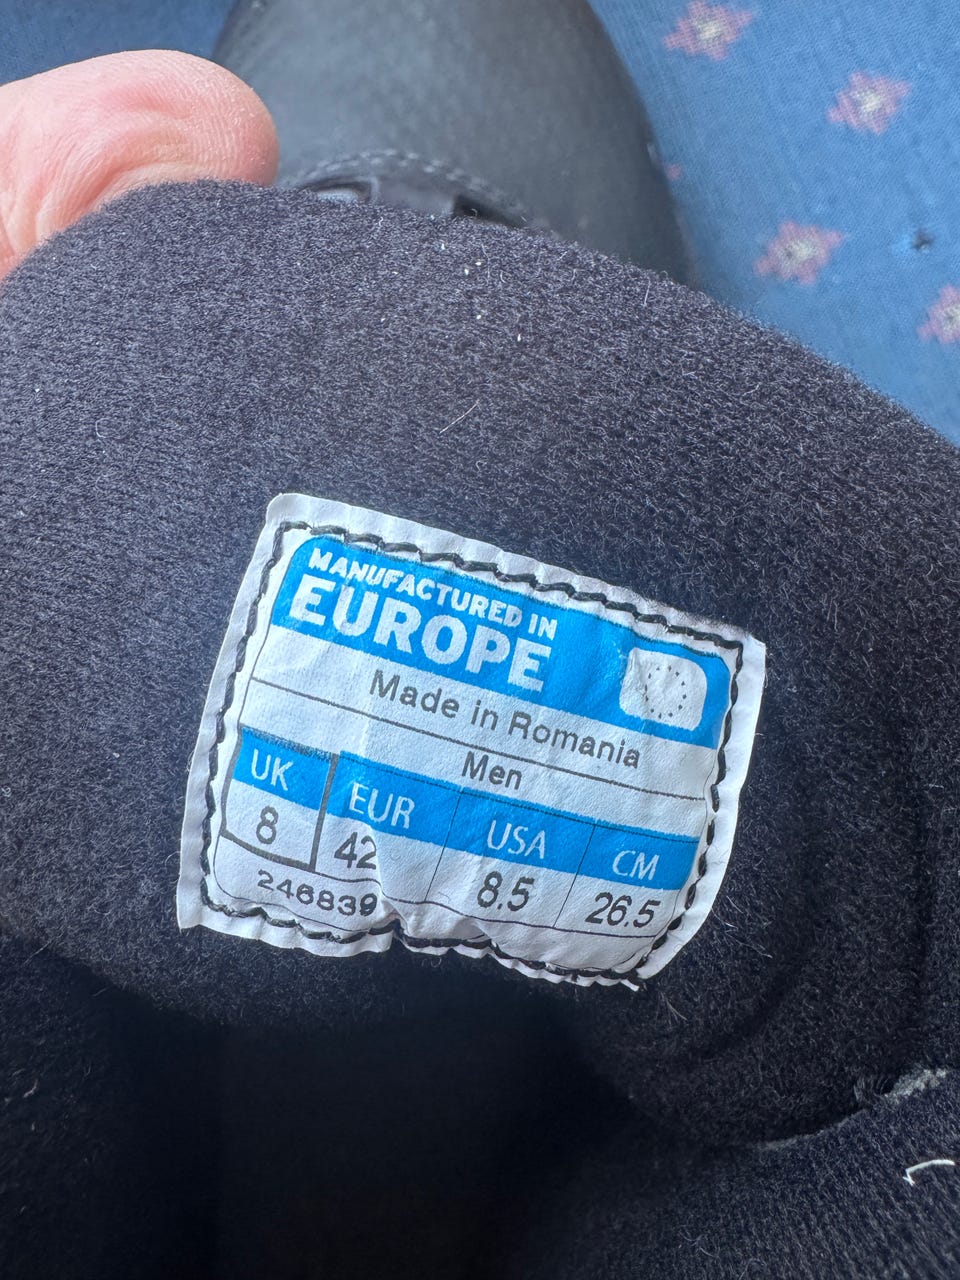 MANUFACTURED IN
EUROPE
Made in Romania
Men
UK EUR USA CM
8 42 8.5 26.5
246839